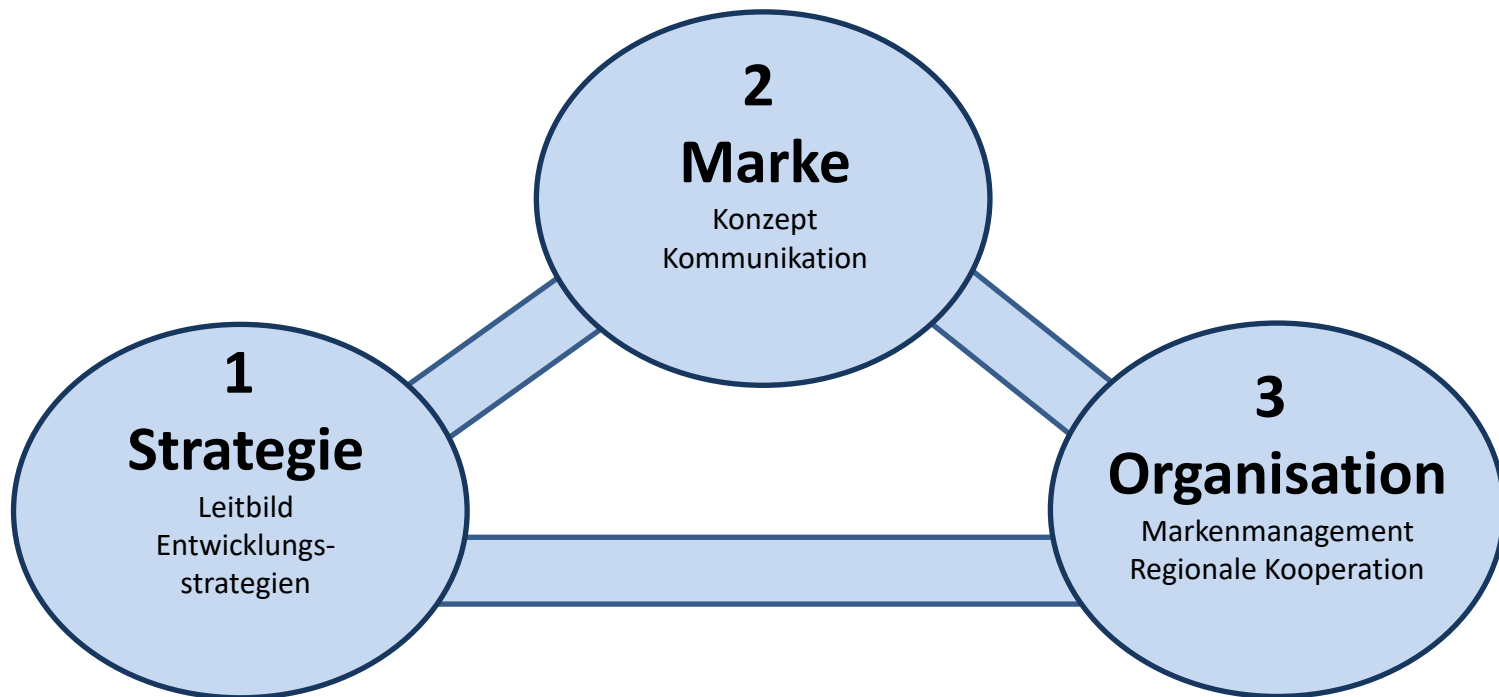 1
Strategie
Leitbild
Entwicklungs-
strategien
2
Marke
Konzept
Kommunikation
3
Organisation
Markenmanagement
Regionale Kooperation